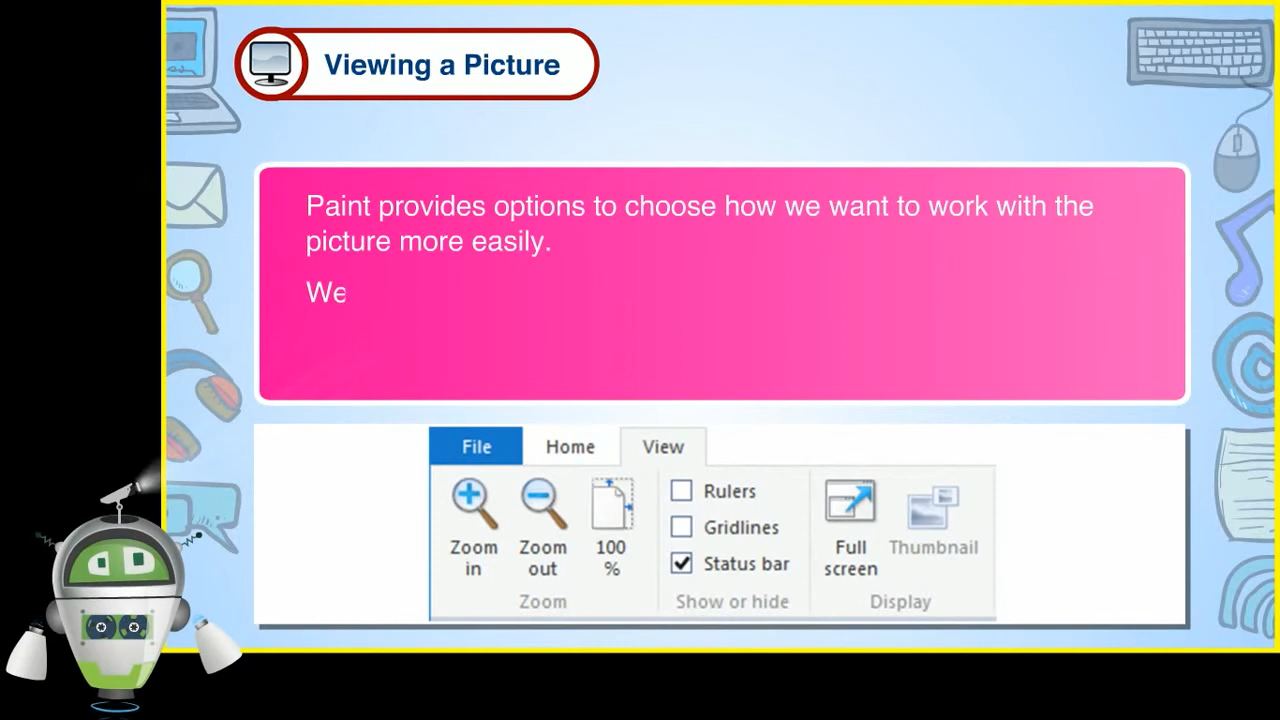 Viewing a Picture
Paint provides options to choose how we want to work with the
picture more easily.
We
File Home View
Zoom in
Zoom out
100 %
Zoom
Rulers
Gridlines
Status bar
Show or hide
Full screen
Thumbnail
Display